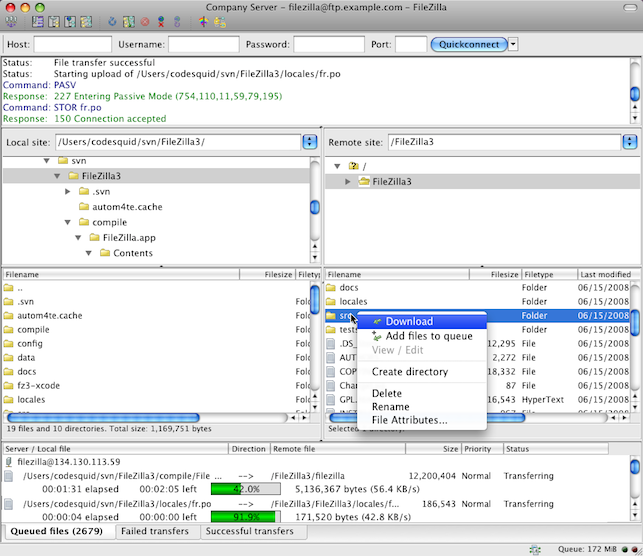 Company Server - filezilla@ftp.example.com - FileZilla
Host: Username: Password: Port: Quickconnect
Status: File transfer successful
Status: Starting upload of /Users/codesquid/svn/FileZilla3/locales/fr.po
Command: PASV
Response: 227 Entering Passive Mode (754,110,11,59,79,195)
Command: STOR fr.po
Response: 150 Connection accepted
Local site: /Users/codesquid/svn/FileZilla3/
Remote site: /FileZilla3
svn
FileZilla3
.svn
autom4te.cache
compile
FileZilla.app
Contents
/
FileZilla3
Filename Filesize Filety
..
.svn Fold
autom4te.cache Fold
compile Fold
config Fold
data Fold
docs Fold
fz3-xcode Fold
locales Fold
19 files and 10 directories. Total size: 1,169,751 bytes
Filename Filesize Filetype Last modified
docs Folder 06/15/2008
locales Folder 06/15/2008
src Folder 06/15/2008
tests Folder 06/15/2008
.DS_ 12,295 File 06/15/2008
AUT 2,272 File 06/15/2008
COP 18,332 File 06/15/2008
Cha 87 File 06/15/2008
GPL. 16,543 HyperText 06/15/2008
Download
Add files to queue
View / Edit
Create directory
Delete
Rename
File Attributes...
Selected
Server / Local file Direction Remote file Size Priority Status
filezilla@134.130.113.59
/Users/codesquid/svn/FileZilla3/compile/File ... --> /FileZilla3/filezilla 12,200,404 Normal Transferring
00:01:31 elapsed 00:02:05 left 42.0% 5,136,367 bytes (56.4 KB/s)
/Users/codesquid/svn/FileZilla3/locales/fr.po --> /FileZilla3/locales/f... 186,543 Normal Transferring
00:00:04 elapsed 00:00:00 left 91.9% 171,520 bytes (42.8 KB/s)
Queued files (2679) Failed transfers Successful transfers
Queue: 172 MiB